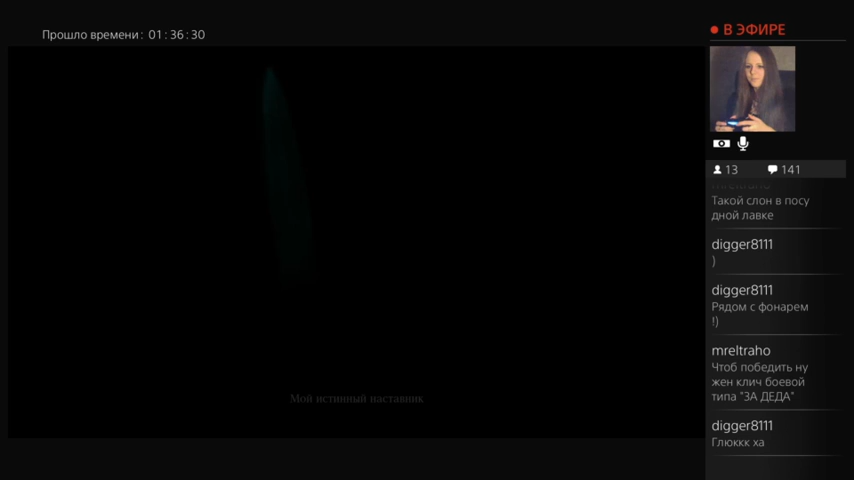 Прошло времени: 01:36:30
В ЭФИРЕ
13 141
Такой слон в посу
дной лавке
digger8111
)
digger8111
Рядом с фонарем
!)
mreltraho
Чтоб победить ну
жен клич боевой
типа "ЗА ДЕДА"
digger8111
Глюккк ха
Мой истинный наставник